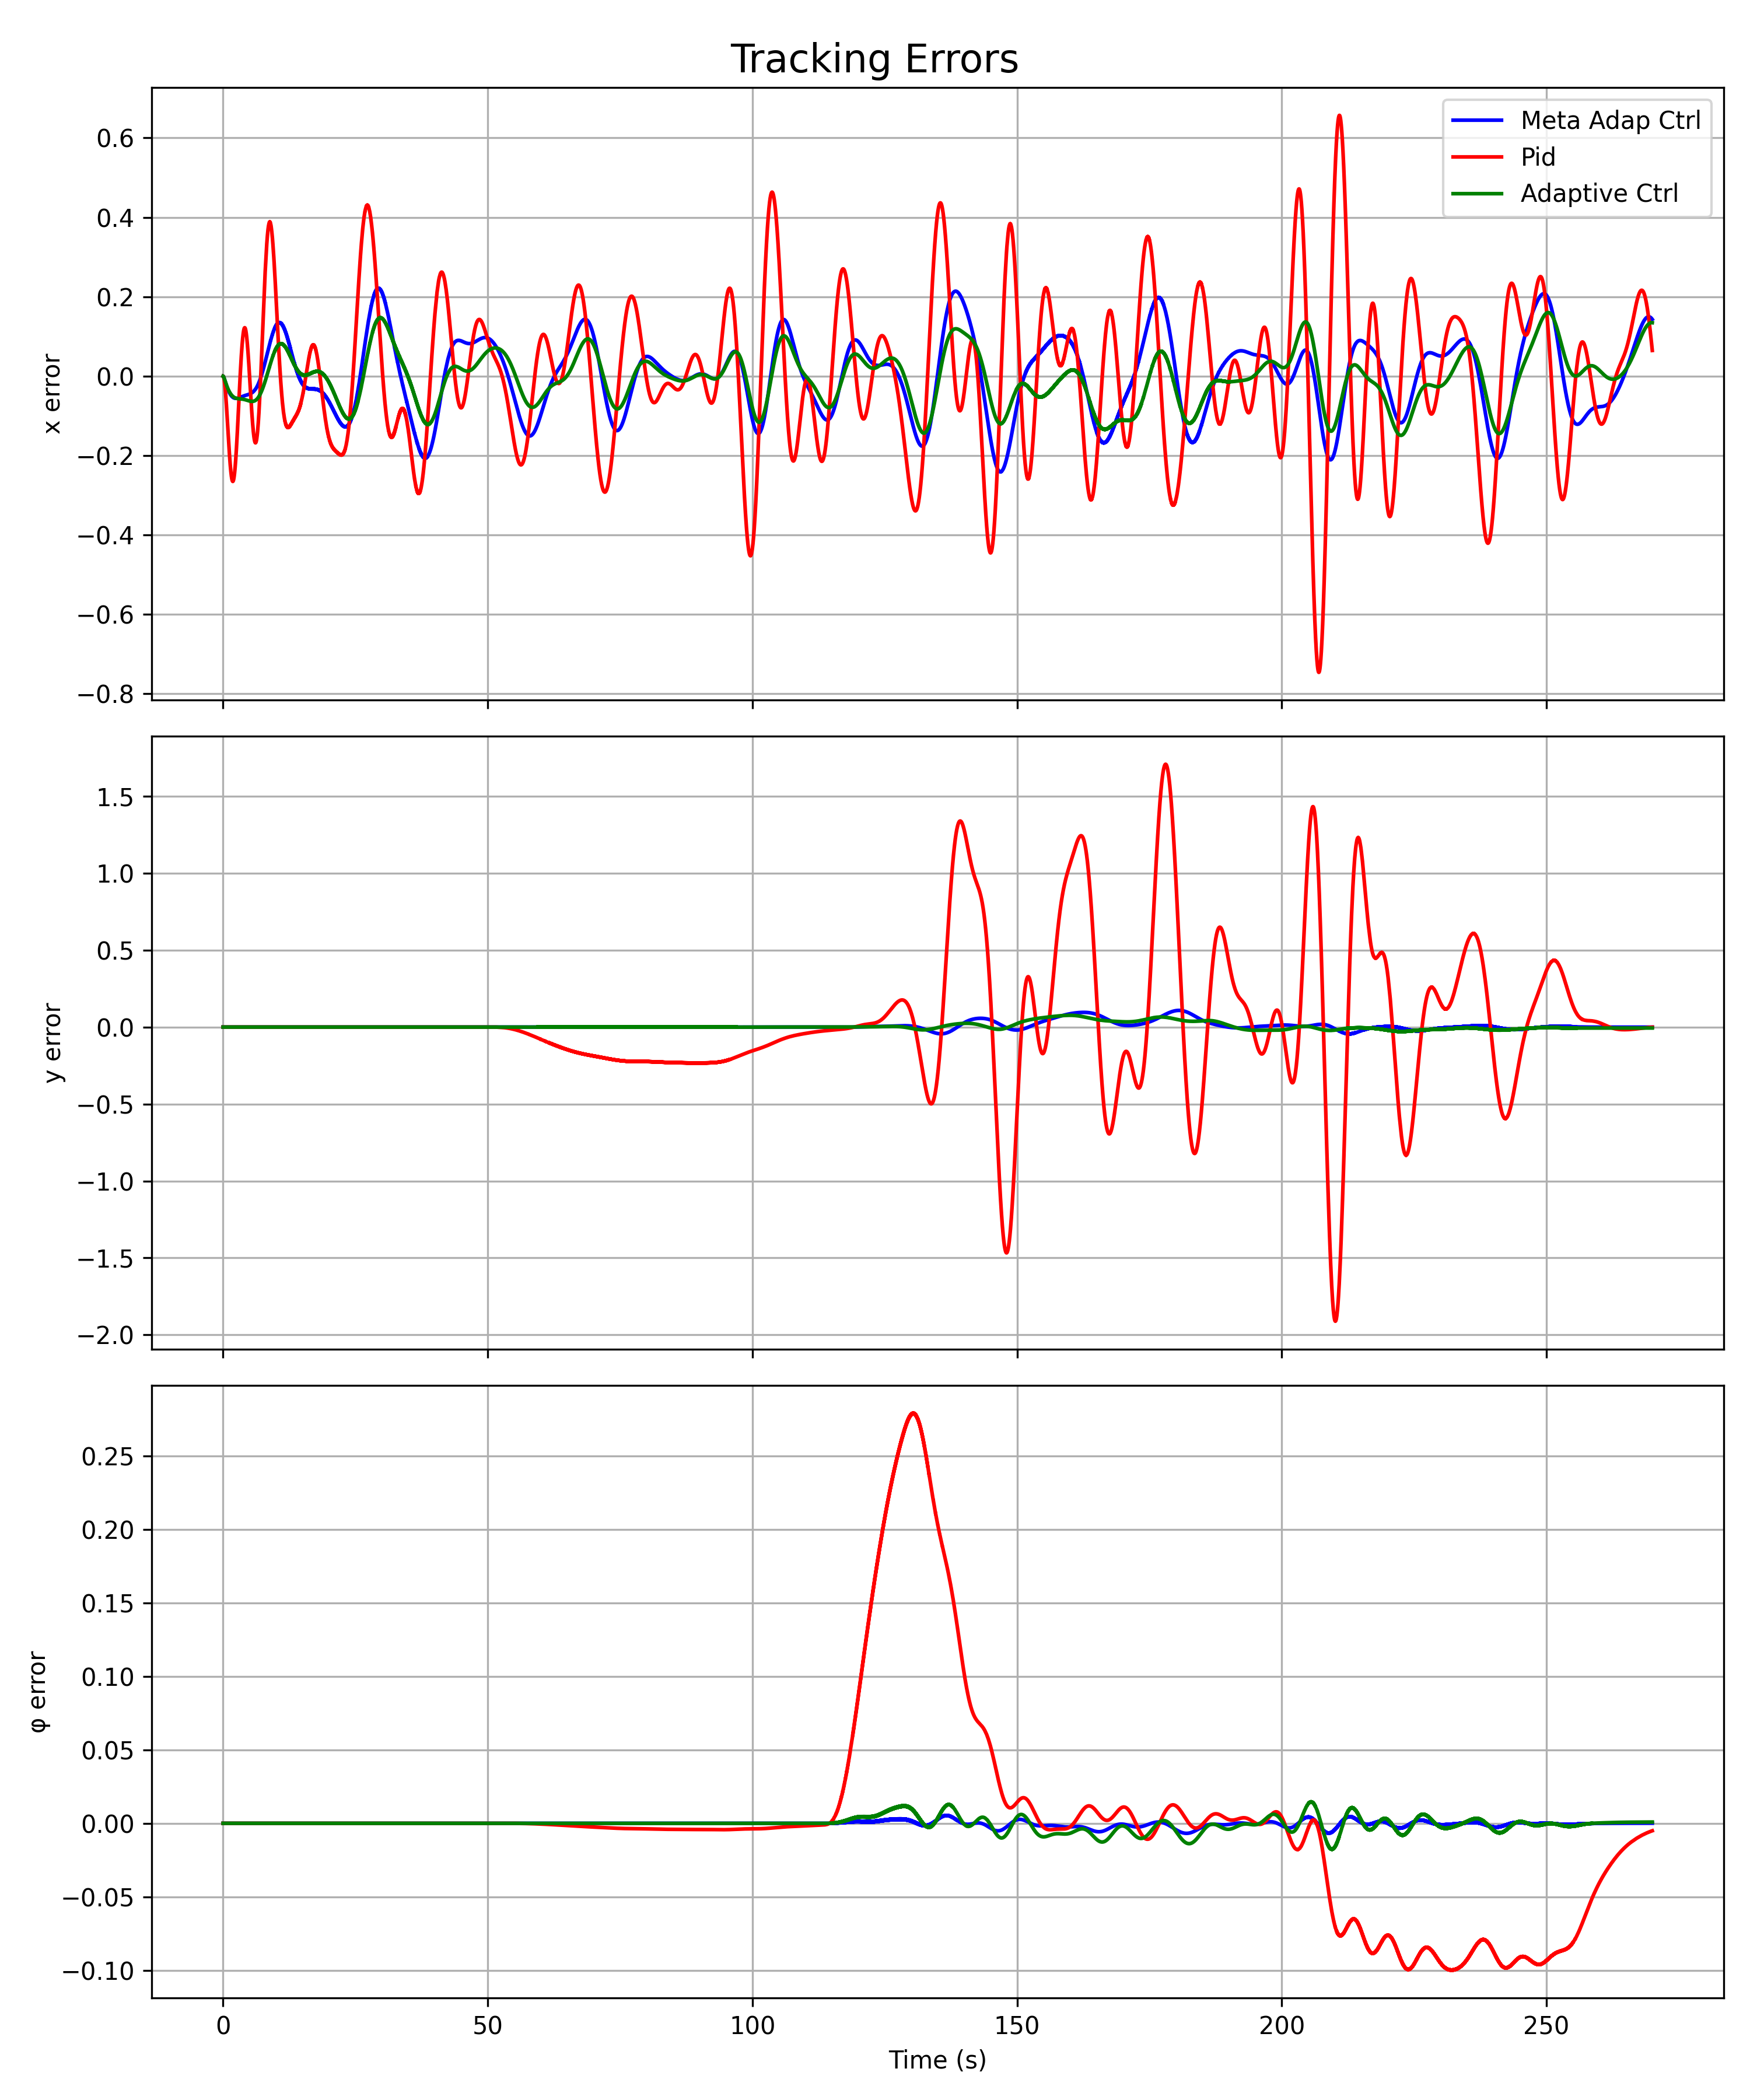 Tracking Errors
Meta Adap Ctrl
Pid
Adaptive Ctrl
0.6
0.4
0.2
0.0
−0.2
−0.4
−0.6
−0.8
x error
1.5
1.0
0.5
0.0
−0.5
−1.0
−1.5
−2.0
y error
0.25
0.20
0.15
0.10
0.05
0.00
−0.05
−0.10
φ error
0 50 100 150 200 250
Time (s)